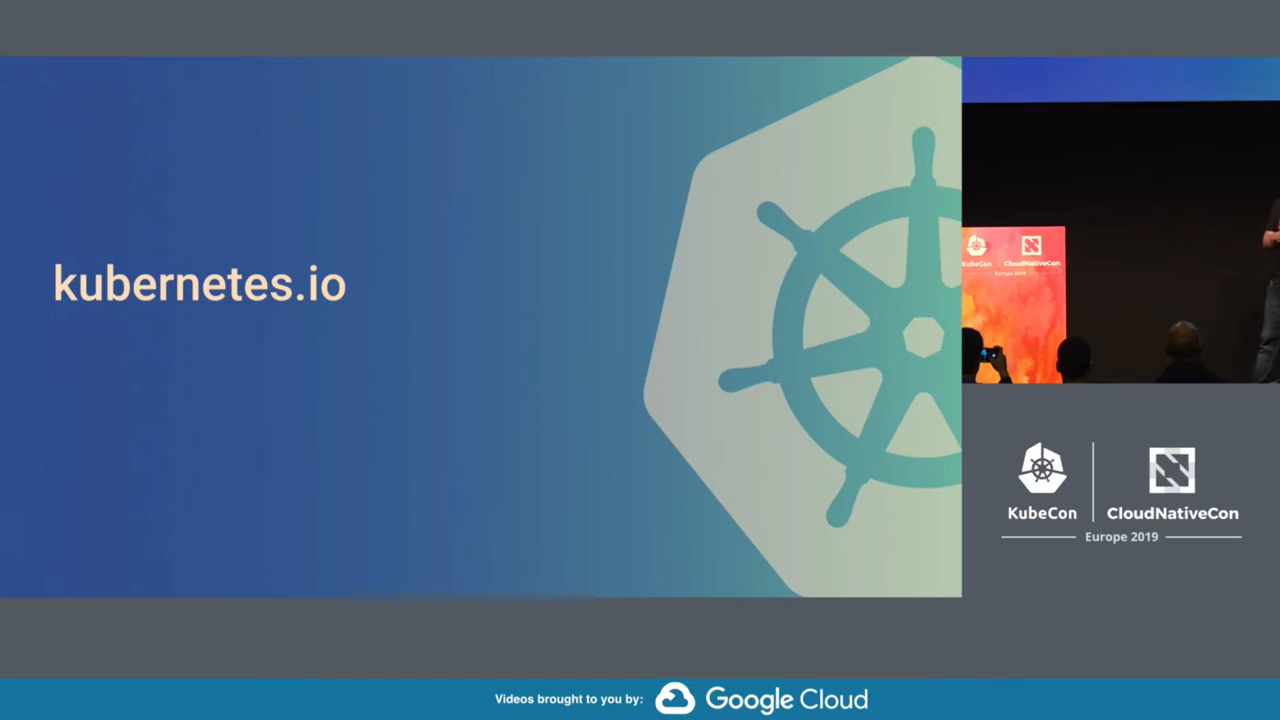 kubernetes.io
KubeCon
CloudNativeCon
Europe 2019
KubeCon
CloudNativeCon
Europe 2019
Videos brought to you by:
Google Cloud